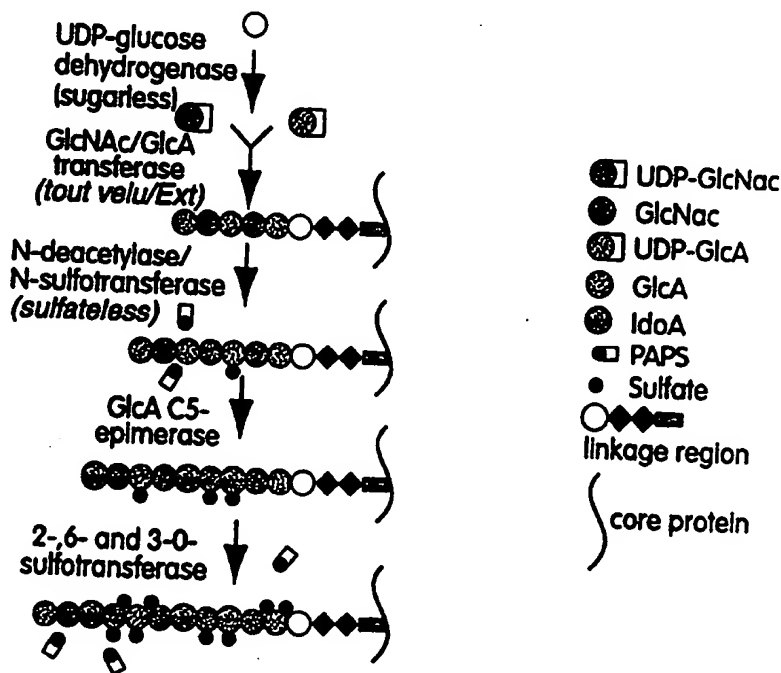 UDP-glucose
dehydrogenase
(sugarless)
GlcNAc/GlcA
transferase
(tout velu/Ext)
N-deacetylase/
N-sulfotransferase
(sulfateless)
GlcA C5-
epimerase
2-,6- and 3-0-
sulfotransferase
UDP-GlcNac
GlcNac
UDP-GlcA
GlcA
IdoA
PAPS
Sulfate
linkage region
core protein